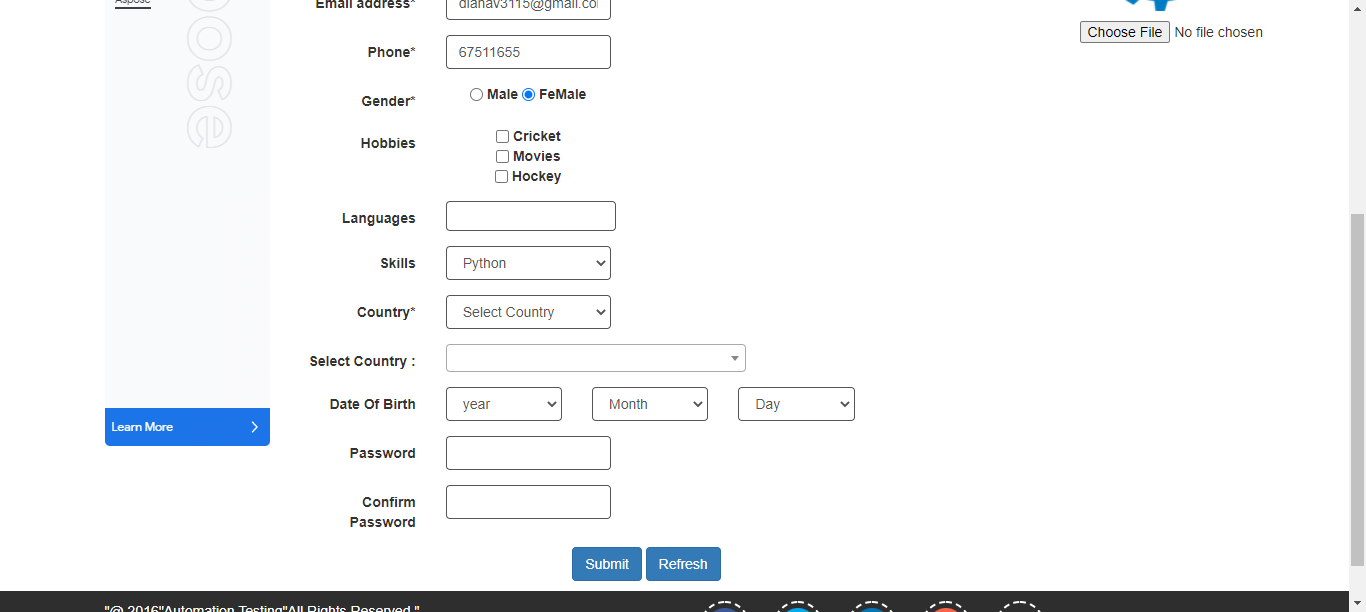 Aspose
ose
Email address*
dianav3115@gmail.co
Choose File No file chosen
Phone*
67511655
Gender*
Male FeMale
Hobbies
Cricket
Movies
Hockey
Languages
Skills
Python
Country*
Select Country
Select Country :
Date Of Birth
year Month Day
Learn More
Password
Confirm
Password
Submit Refresh
"@ 2016"Automation Testing"All Rights Reserved."